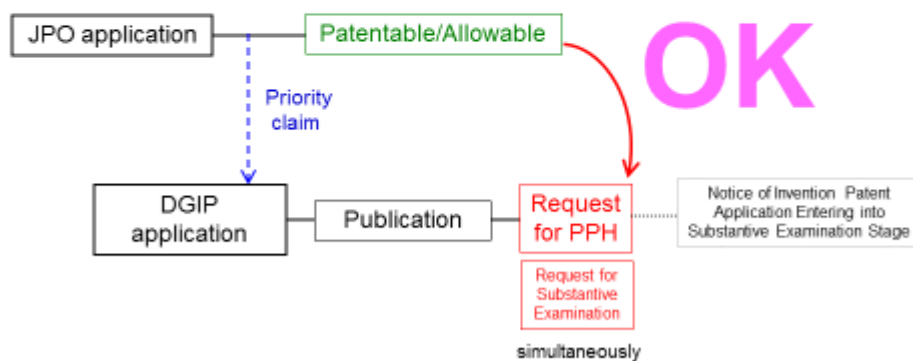 JPO application
Patentable/Allowable
OK
Priority
claim
DGIP
application
Publication
Request
for PPH
Notice of Invention Patent
Application Entering into
Substantive Examination Stage
Request for
Substantive
Examination
simultaneously